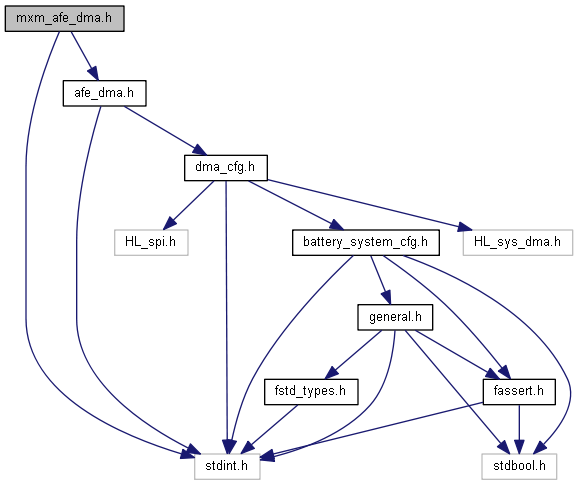 mxm_afe_dma.h
afe_dma.h
dma_cfg.h
HL_spi.h
battery_system_cfg.h
HL_sys_dma.h
general.h
fstd_types.h
fassert.h
stdint.h
stdbool.h